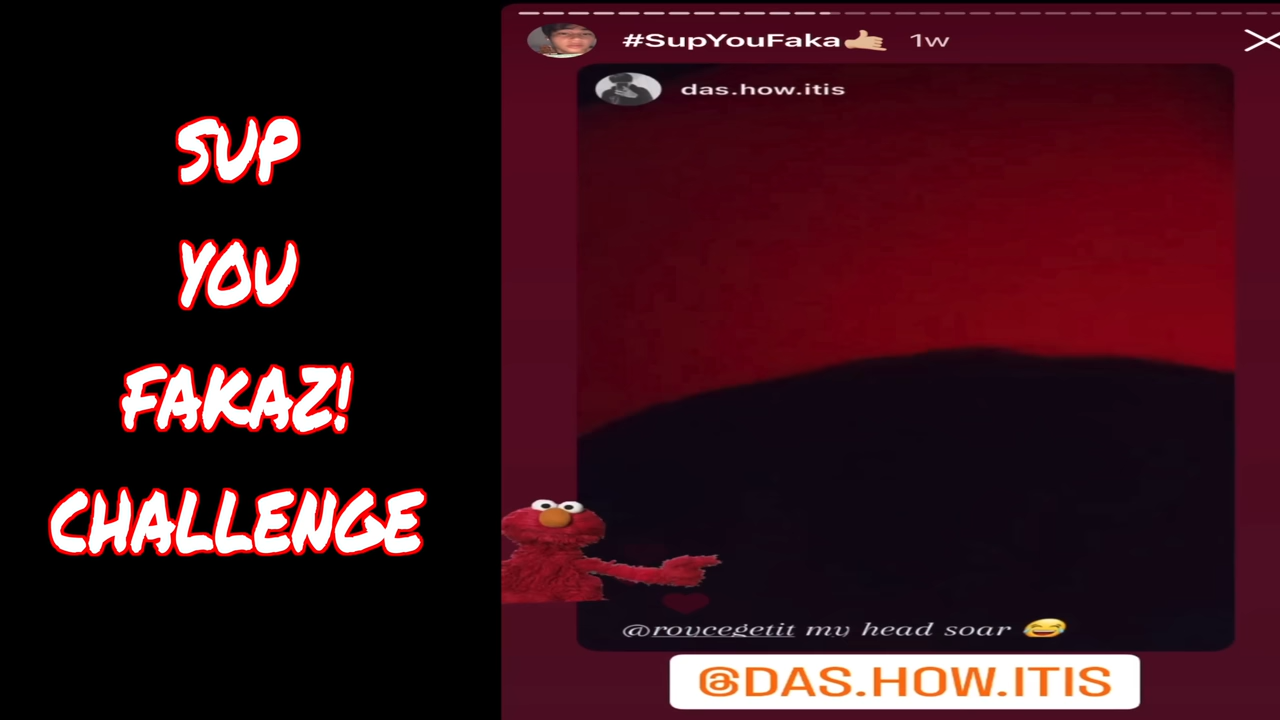 SUP
YOU
FAKAZ!
CHALLENGE
#SupYouFaka🤙🏼 1w
das.how.itis
@roycegetit my head soar 😂
@DAS.HOW.ITIS